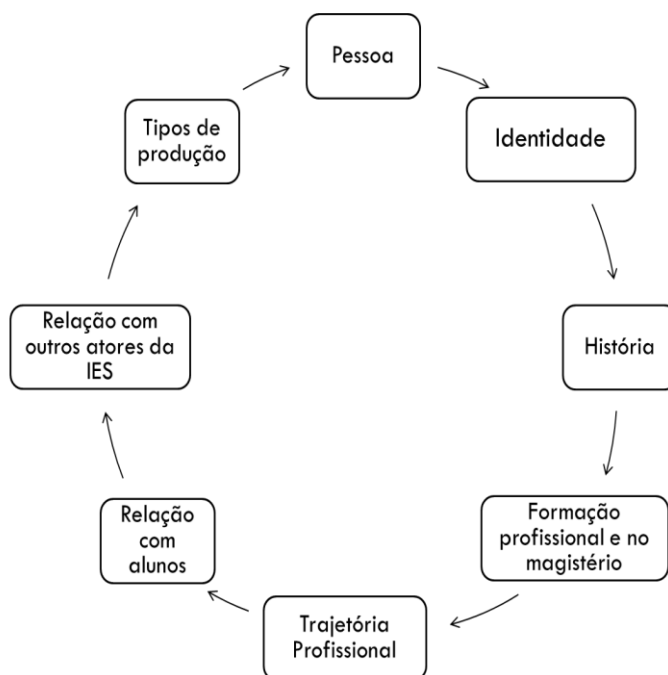 Pessoa
Identidade
História
Formação
profissional e no
magistério
Trajetória
Profissional
Relação
com
alunos
Relação com
outros atores da
IES
Tipos de
produção